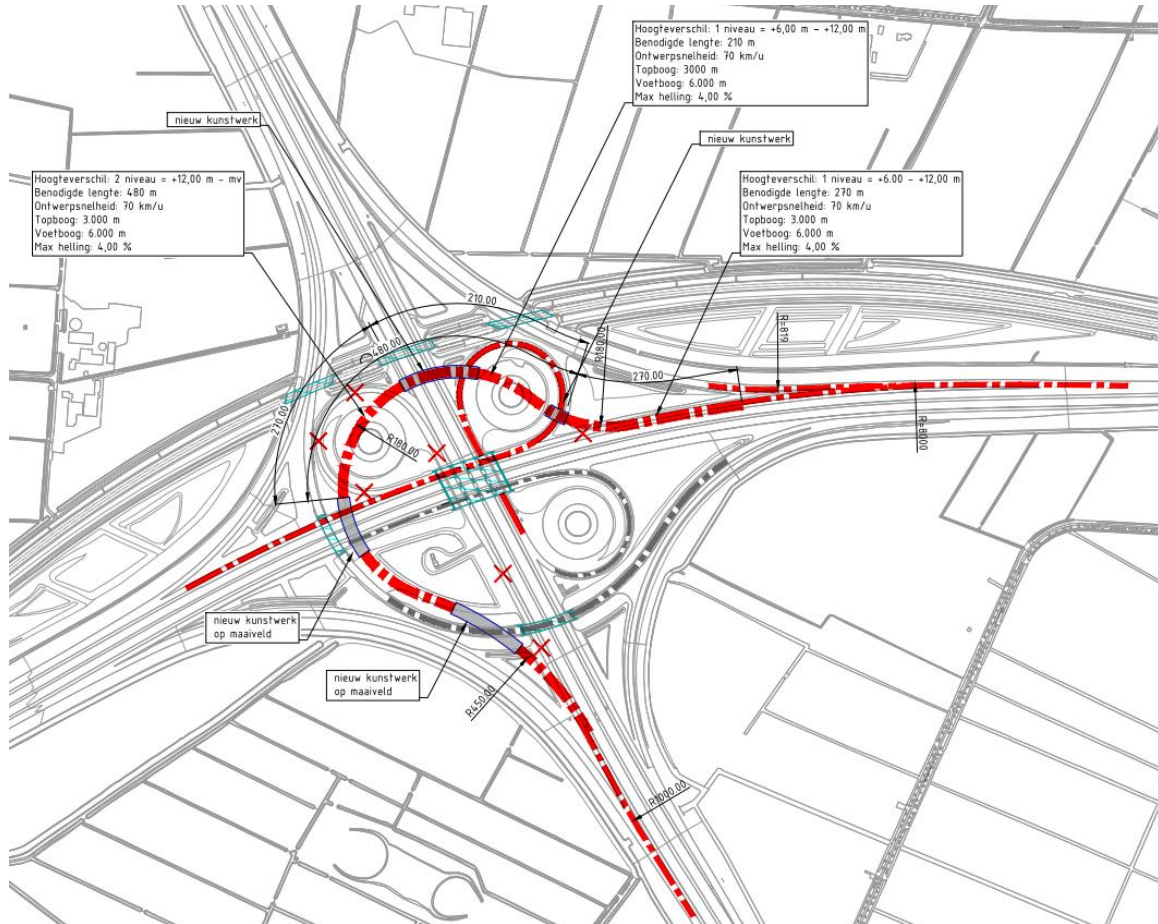 Hoogteverschil: 1 niveau = +6,00 m - +12,00 m
Benodigde lengte: 210 m
Ontwerpsnelheid: 70 km/u
Topboog: 3000 m
Voetboog: 6.000 m
Max helling: 4,00 %
nieuw kunstwerk
nieuw kunstwerk
Hoogteverschil: 2 niveau = +12,00 m - mv
Benodigde lengte: 480 m
Ontwerpsnelheid: 70 km/u
Topboog: 3.000 m
Voetboog: 6.000 m
Max helling: 4,00 %
Hoogteverschil: 1 niveau = +6.00 - +12,00 m
Benodigde lengte: 270 m
Ontwerpsnelheid: 70 km/u
Topboog: 3.000 m
Voetboog: 6.000 m
Max helling: 4,00 %
210.00
480.00
R180.00
270.00
R=819
270.00
R180.00
R=8000
nieuw kunstwerk
op maaiveld
nieuw kunstwerk
op maaiveld
R450.00
R1000.00